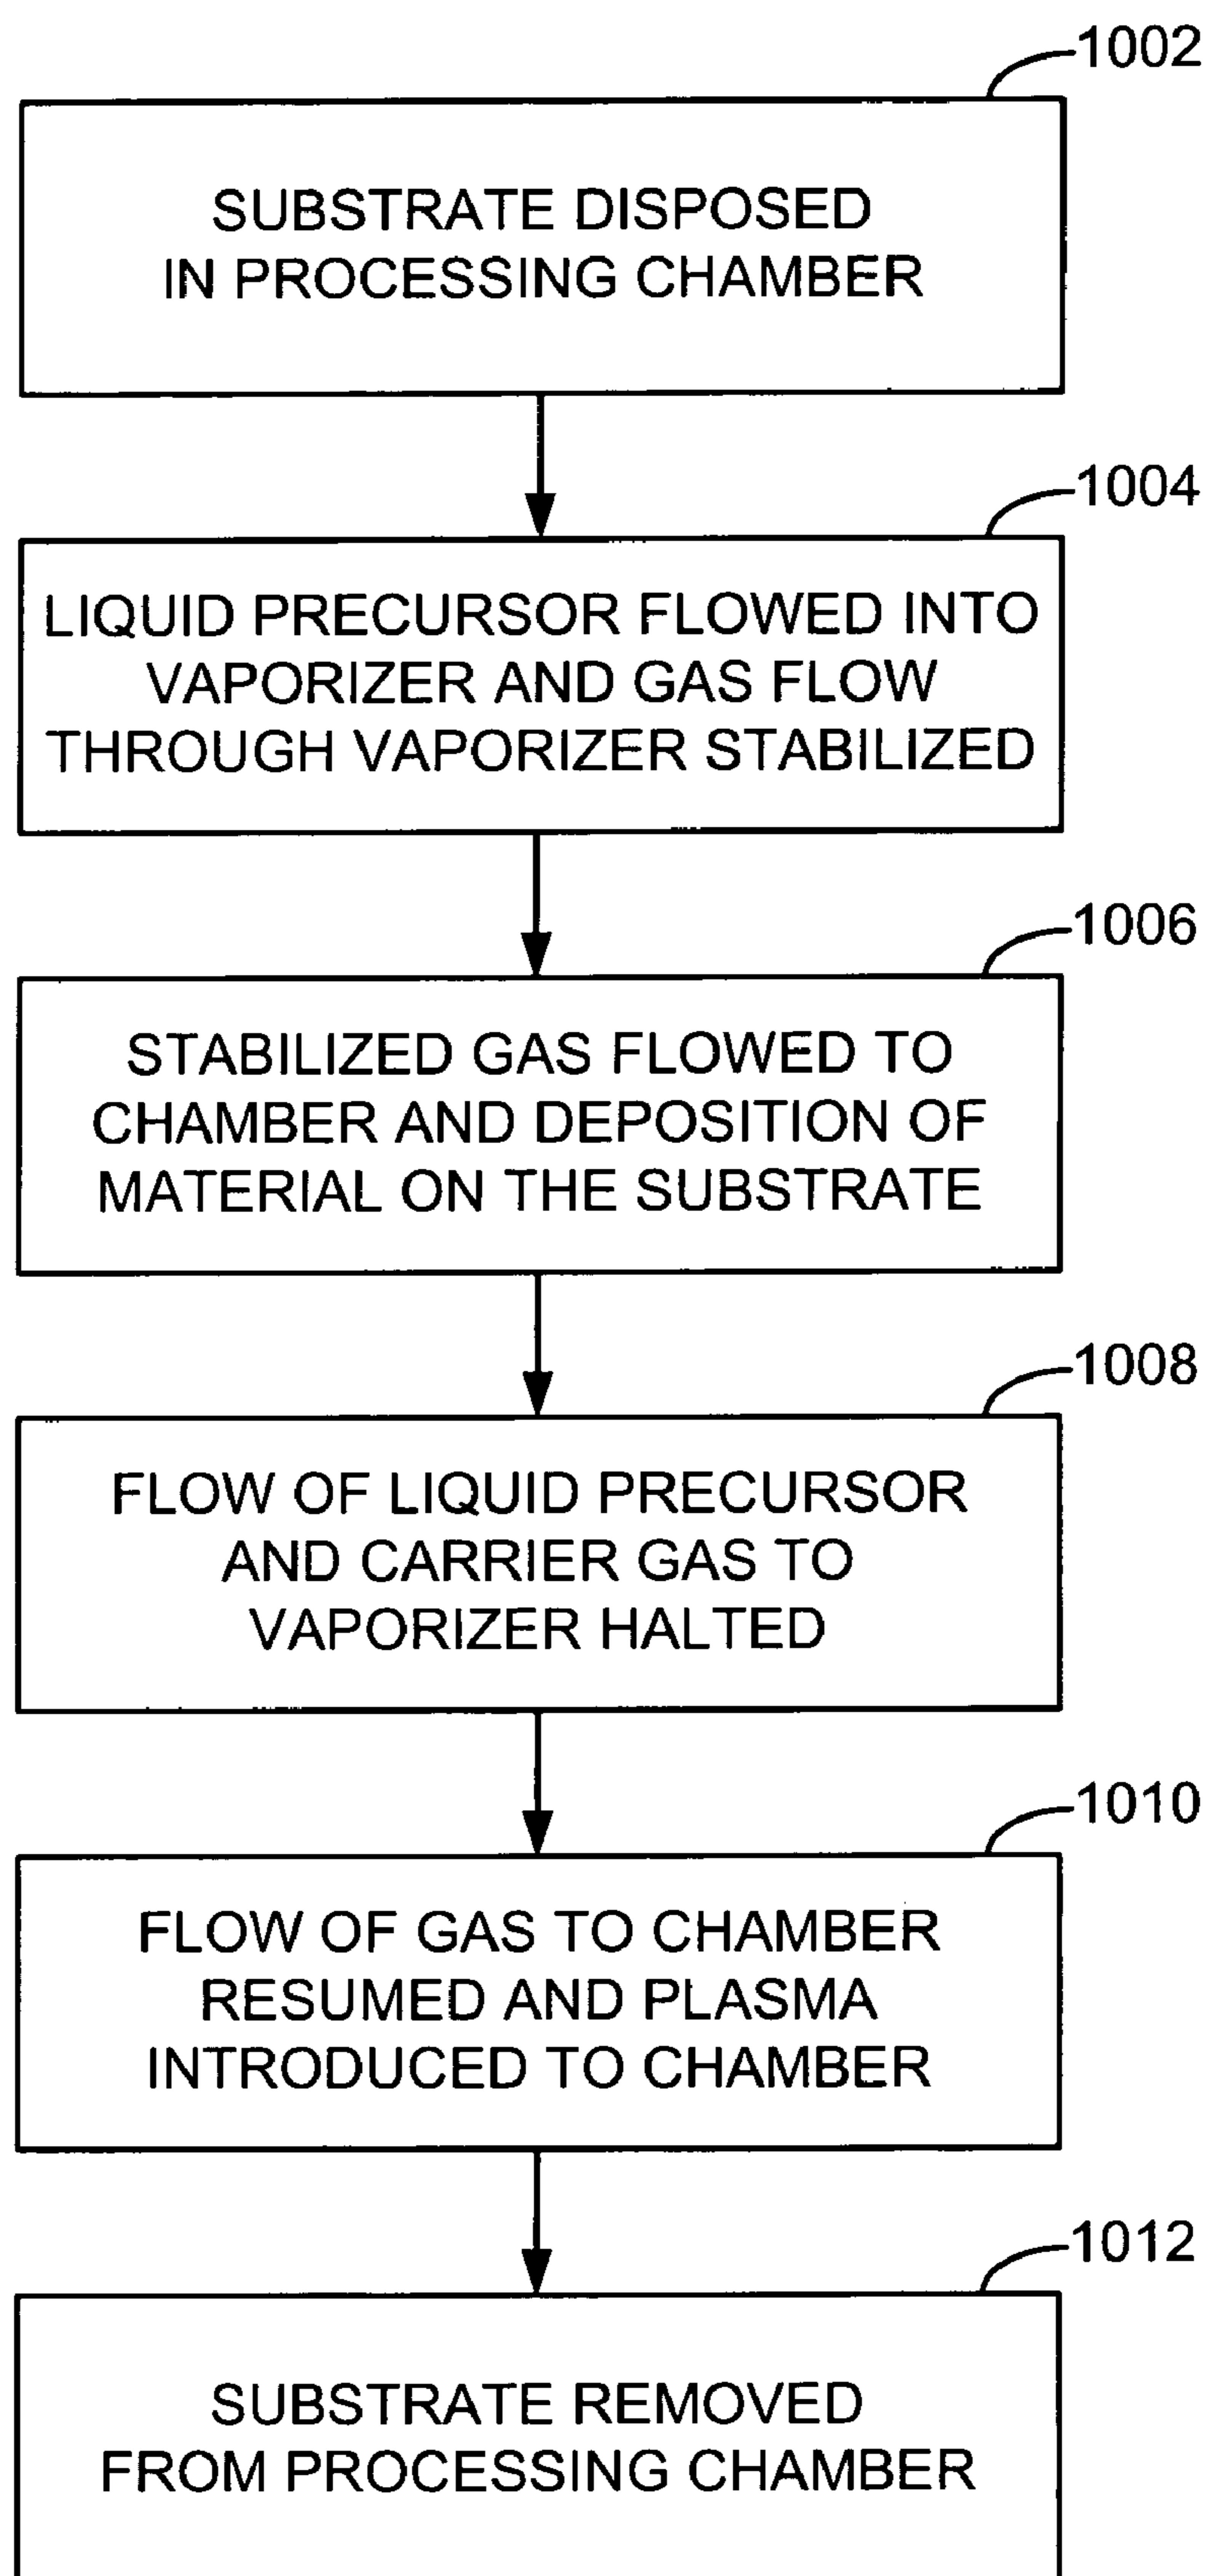 1002
SUBSTRATE DISPOSED
IN PROCESSING CHAMBER
1004
LIQUID PRECURSOR FLOWED INTO
VAPORIZER AND GAS FLOW
THROUGH VAPORIZER STABILIZED
1006
STABILIZED GAS FLOWED TO
CHAMBER AND DEPOSITION OF
MATERIAL ON THE SUBSTRATE
1008
FLOW OF LIQUID PRECURSOR
AND CARRIER GAS TO
VAPORIZER HALTED
1010
FLOW OF GAS TO CHAMBER
RESUMED AND PLASMA
INTRODUCED TO CHAMBER
1012
SUBSTRATE REMOVED
FROM PROCESSING CHAMBER